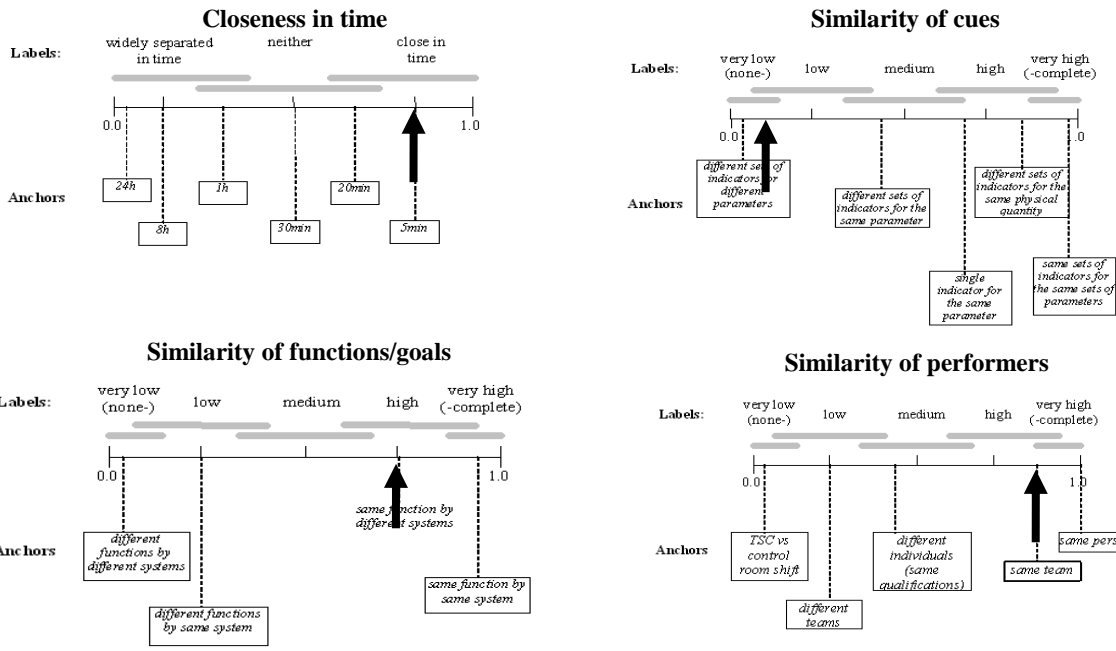 Closeness in time
Labels:
widely separated
in time
neither
close in
time
0.0
1.0
Anchors
24h
8h
1h
30min
20min
5min
Similarity of cues
Labels:
very low
(none-)
low
medium
high
very high
(-complete)
0.0
1.0
Anchors
different sets of
indicators for
different
parameters
different sets of
indicators for the
same parameter
single
indicator for
the same
parameter
different sets of
indicators for the
same physical
quantity
same sets of
indicators for
the same sets of
parameters
Similarity of functions/goals
Labels:
very low
(none-)
low
medium
high
very high
(-complete)
0.0
1.0
Anchors
different
functions by
different systems
different functions
by same system
same function by
different systems
same function by
same system
Similarity of performers
Labels:
very low
(none-)
low
medium
high
very high
(-complete)
0.0
1.0
Anchors
TSC vs
control
room shift
different
teams
different
individuals
(same
qualifications)
same team
same pers